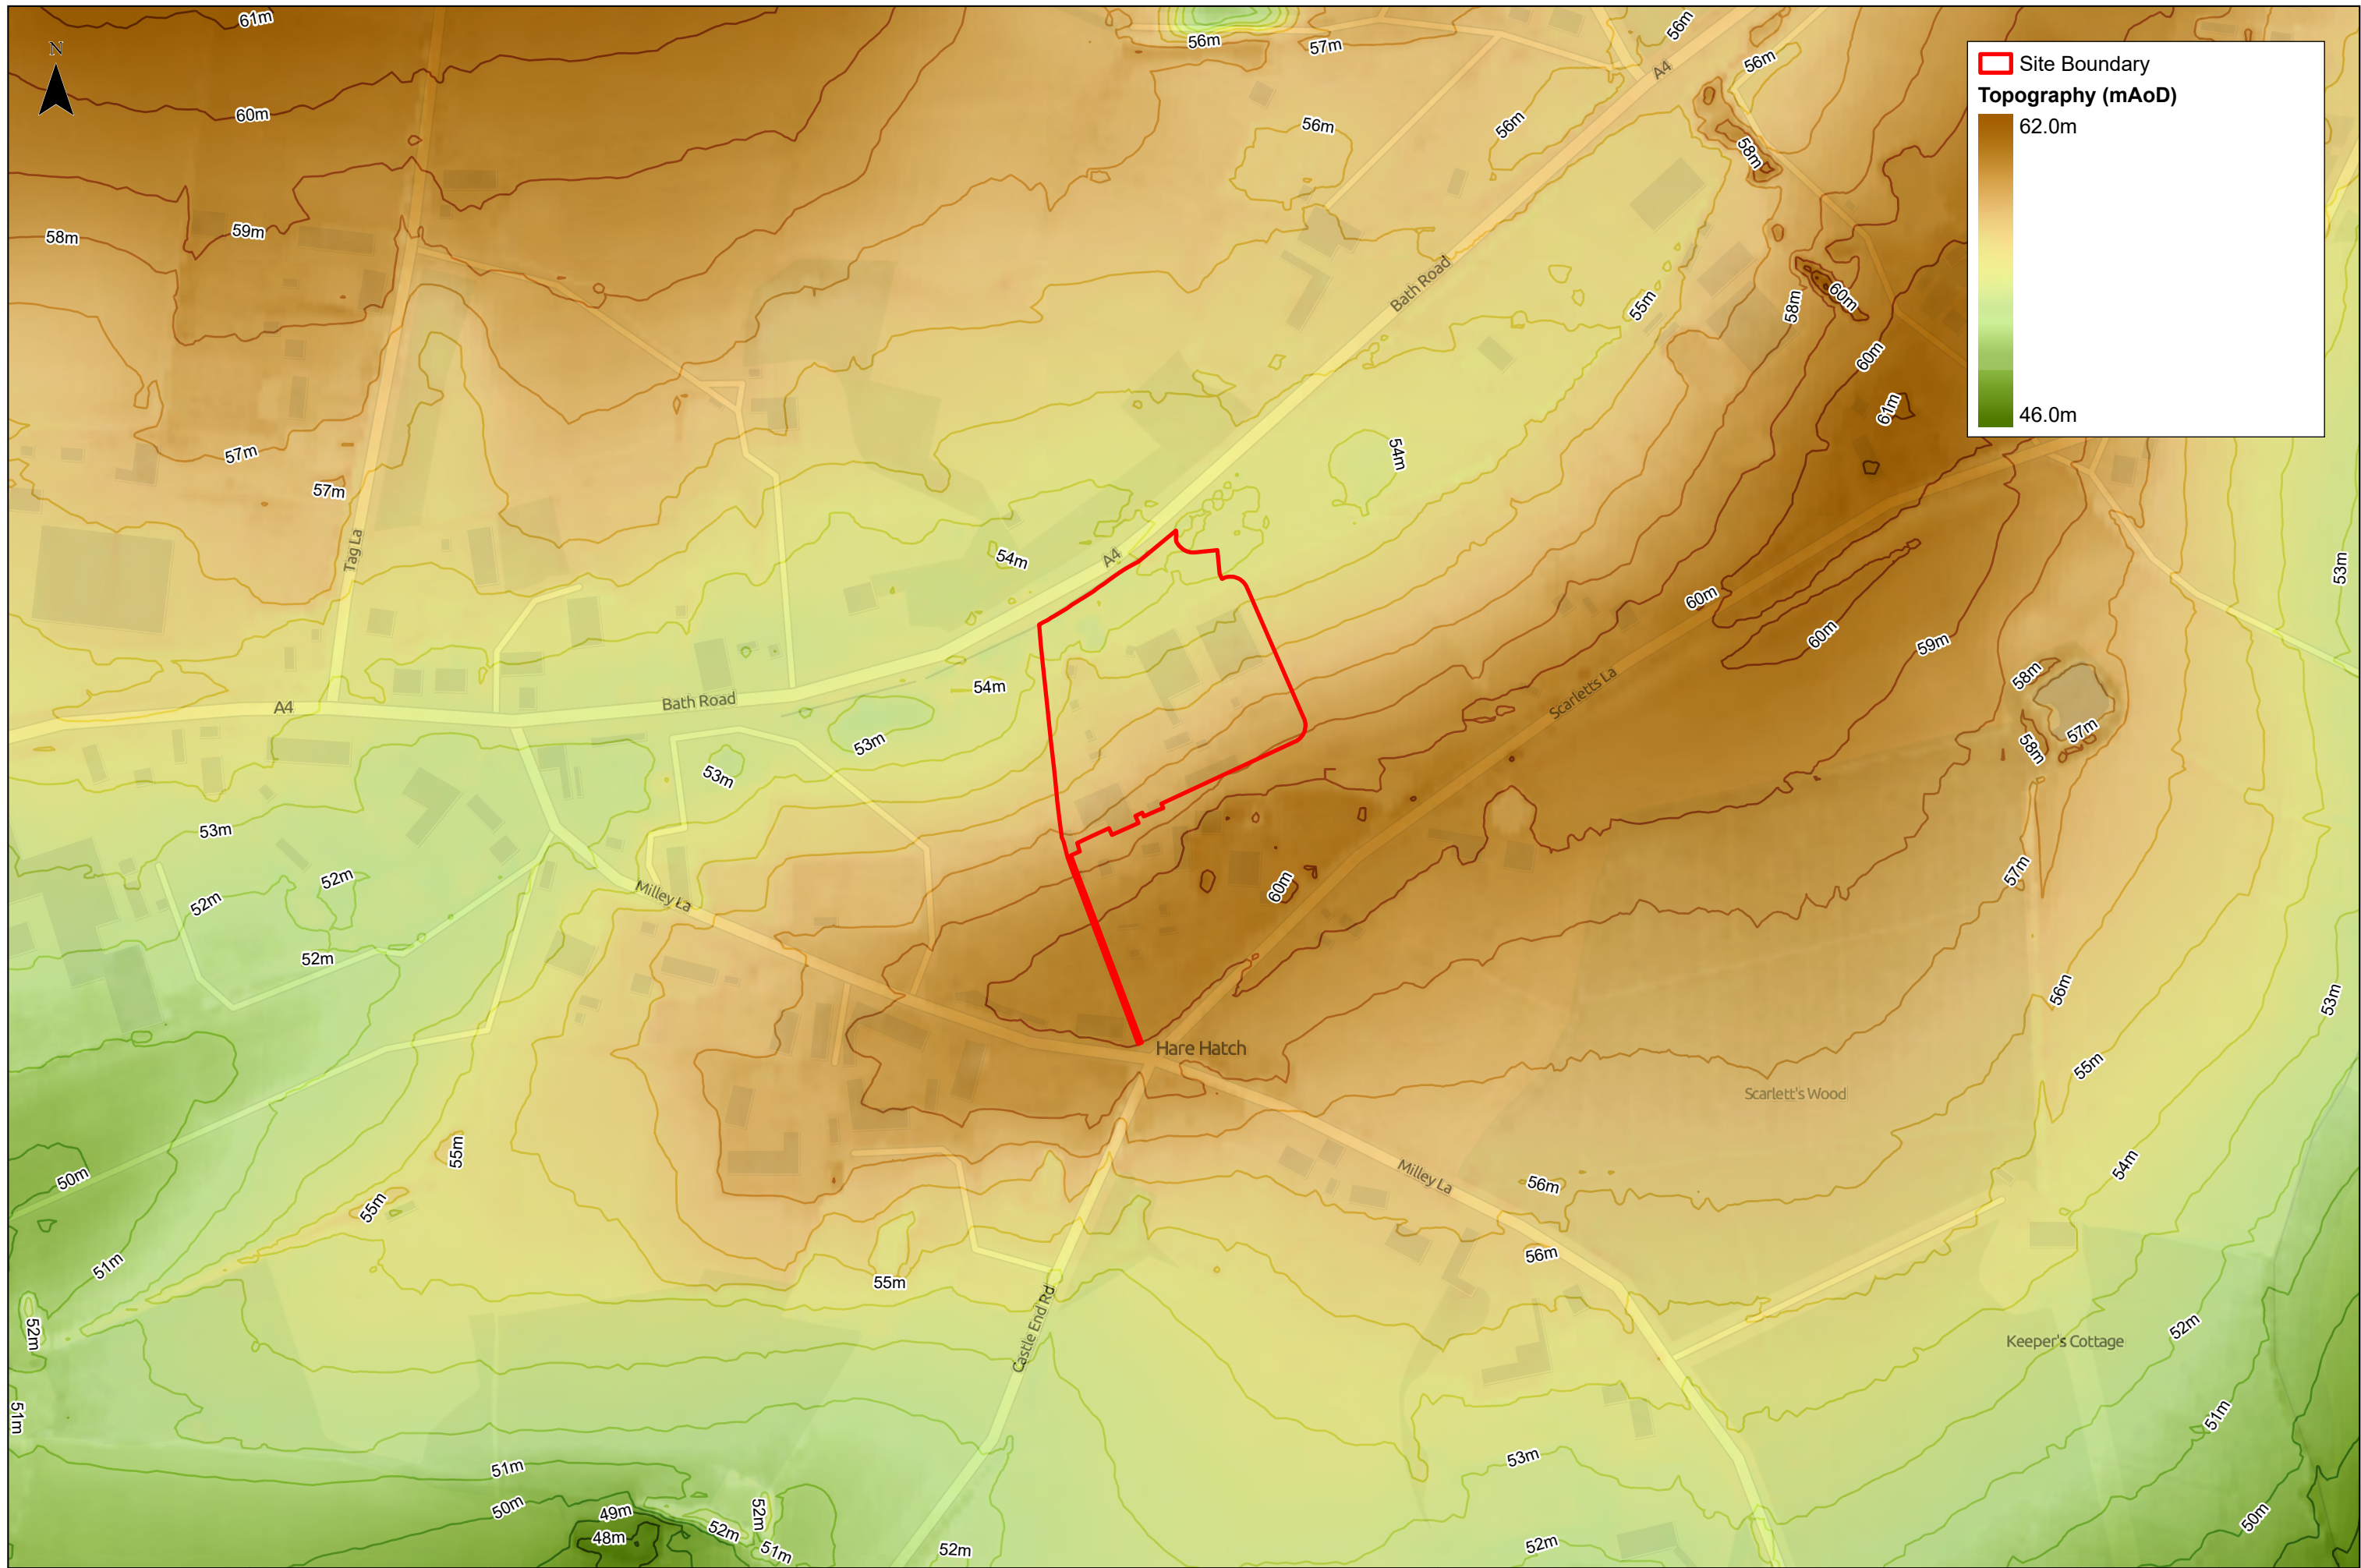 61m
N
56m
56m
57m
A4
56m
Site Boundary
Topography (mAoD)
62.0m
46.0m
60m
56m
56m
58m
59m
58m
Bath Road
55m
58m
60m
60m
61m
57m
54m
57m
Tag La
54m
A4
53m
60m
60m
59m
58m
54m
Scarletts La
A4
Bath Road
53m
57m
58m
53m
53m
52m
52m
Milley La
60m
57m
52m
56m
53m
Hare Hatch
55m
Scarlett's Wood
55m
50m
54m
Milley La
56m
55m
51m
56m
55m
52m
Castle End Rd
52m
Keeper's Cottage
51m
51m
51m
53m
50m
49m
52m
50m
48m
52m
51m
52m
52m